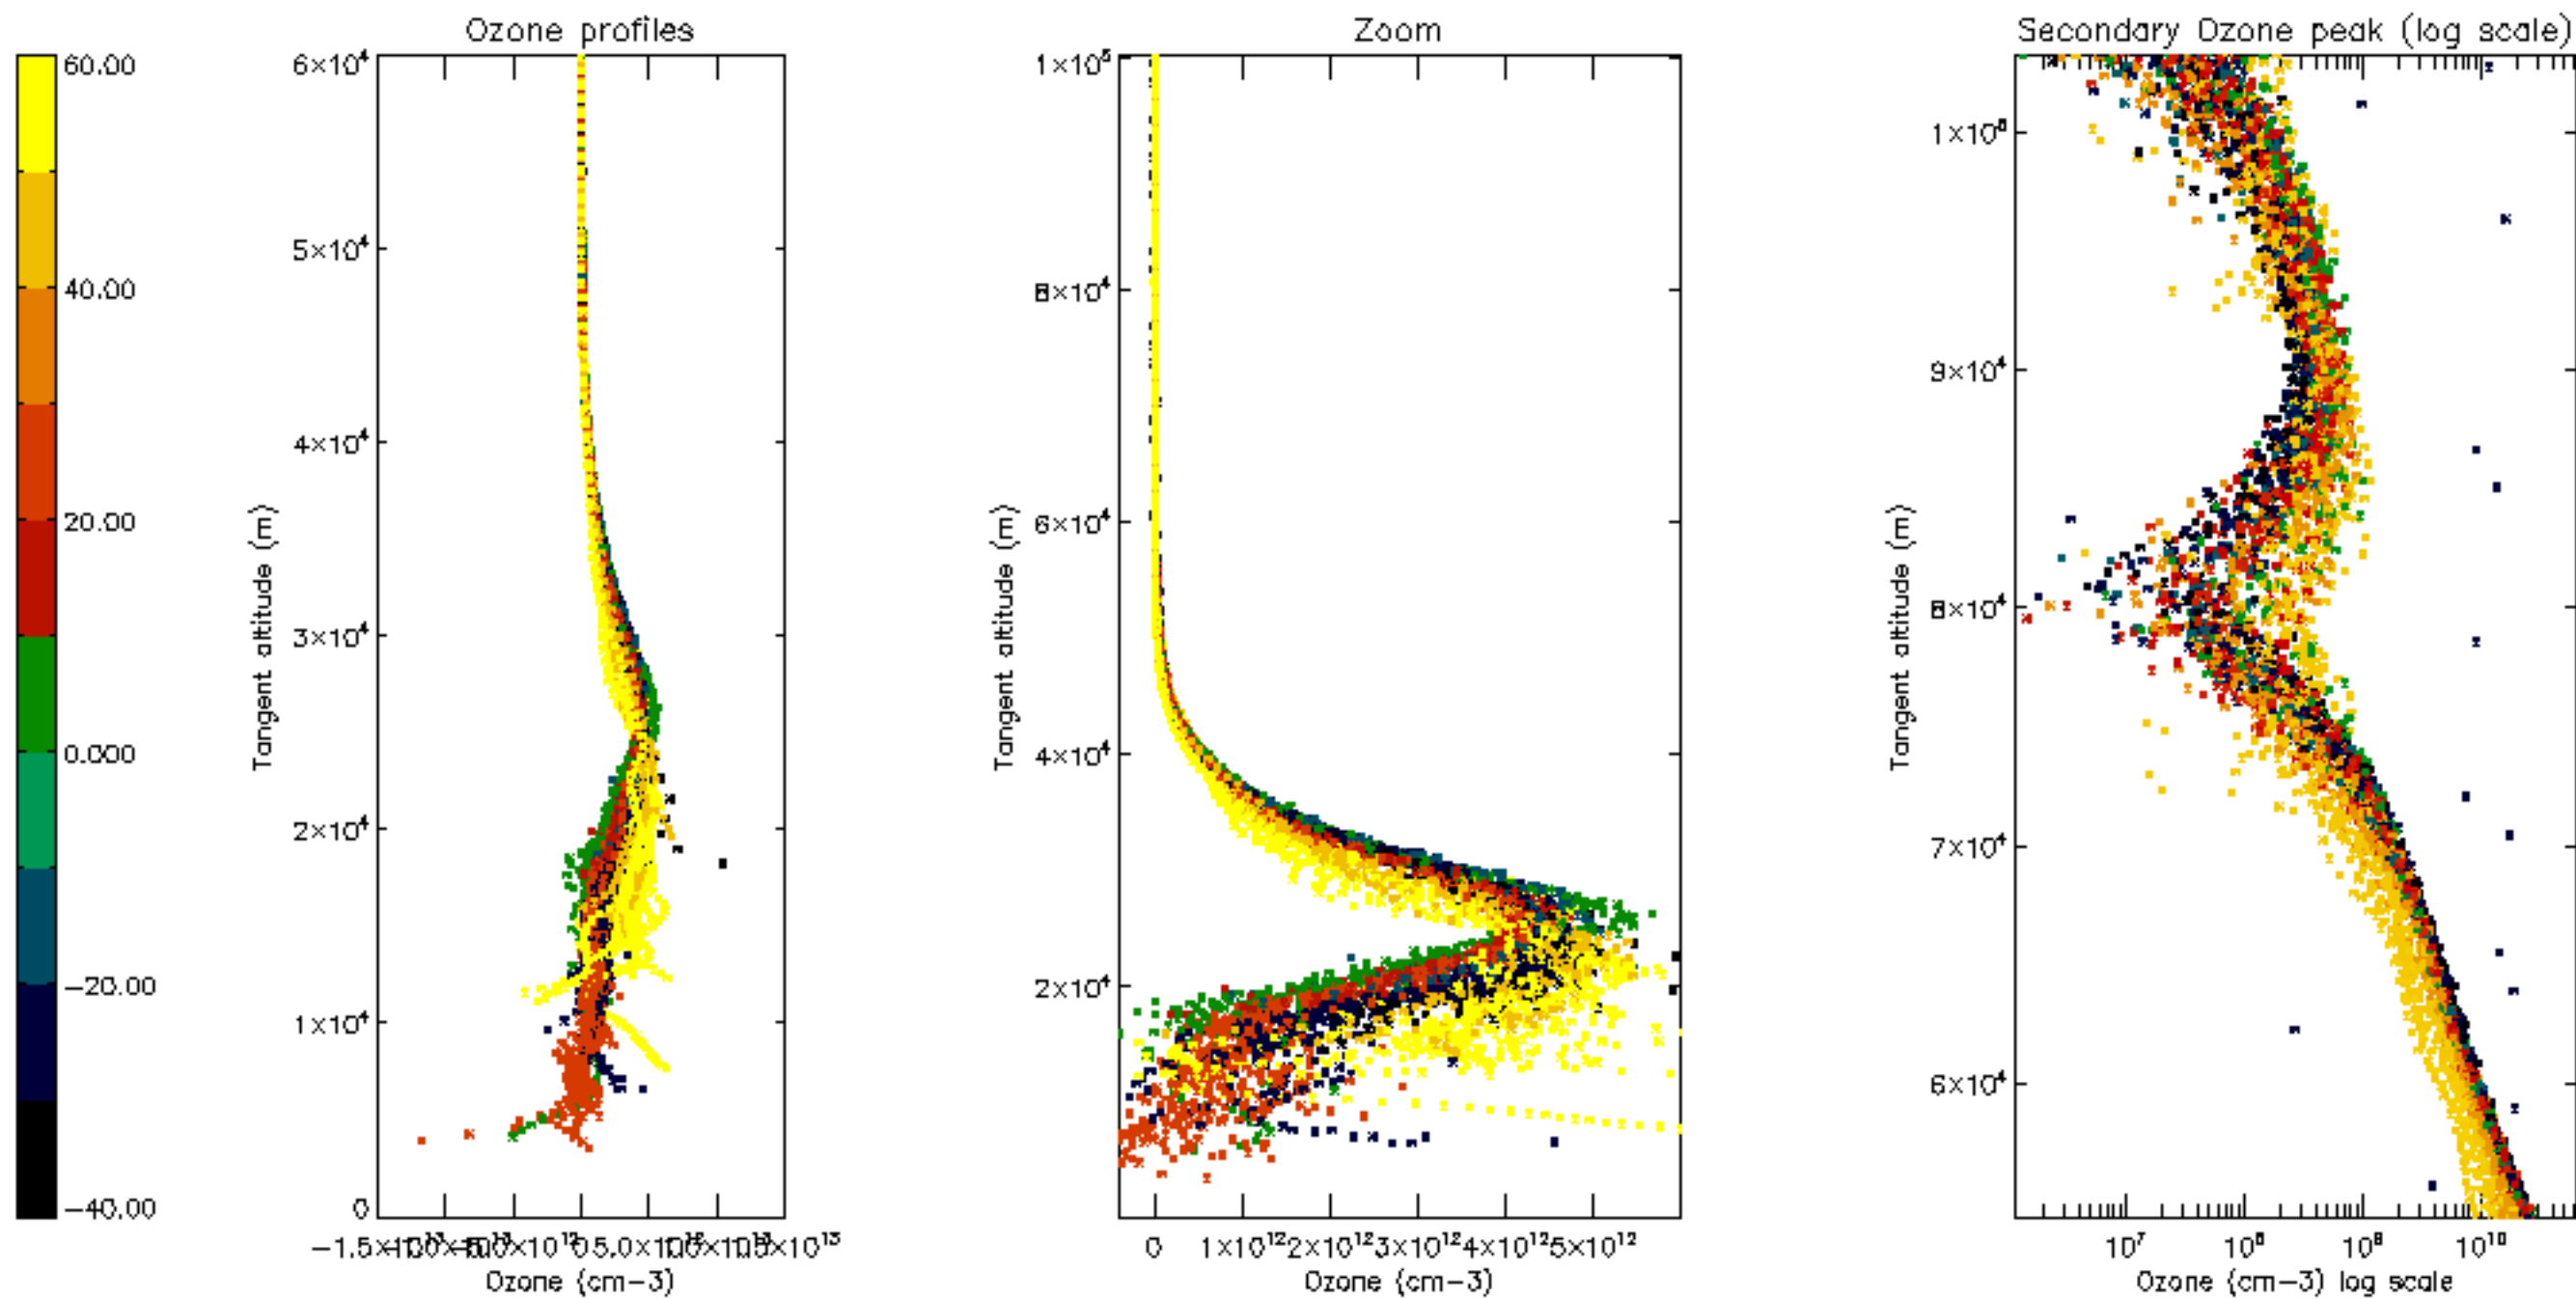 Ozone profiles
Zoom
Secondary Ozone peak (log scale)
60.00
40.00
20.00
0.000
−20.00
−40.00
6×10⁴
5×10⁴
4×10⁴
3×10⁴
2×10⁴
1×10⁴
0
Tangent altitude (m)
Ozone (cm−3)
1×10⁵
8×10⁴
6×10⁴
4×10⁴
2×10⁴
Tangent altitude (m)
0 1×10¹² 2×10¹² 3×10¹² 4×10¹² 5×10¹²
Ozone (cm−3)
9×10⁴
8×10⁴
7×10⁴
6×10⁴
Tangent altitude (m)
10⁷ 10⁸ 10⁹ 10¹⁰
Ozone (cm−3) log scale